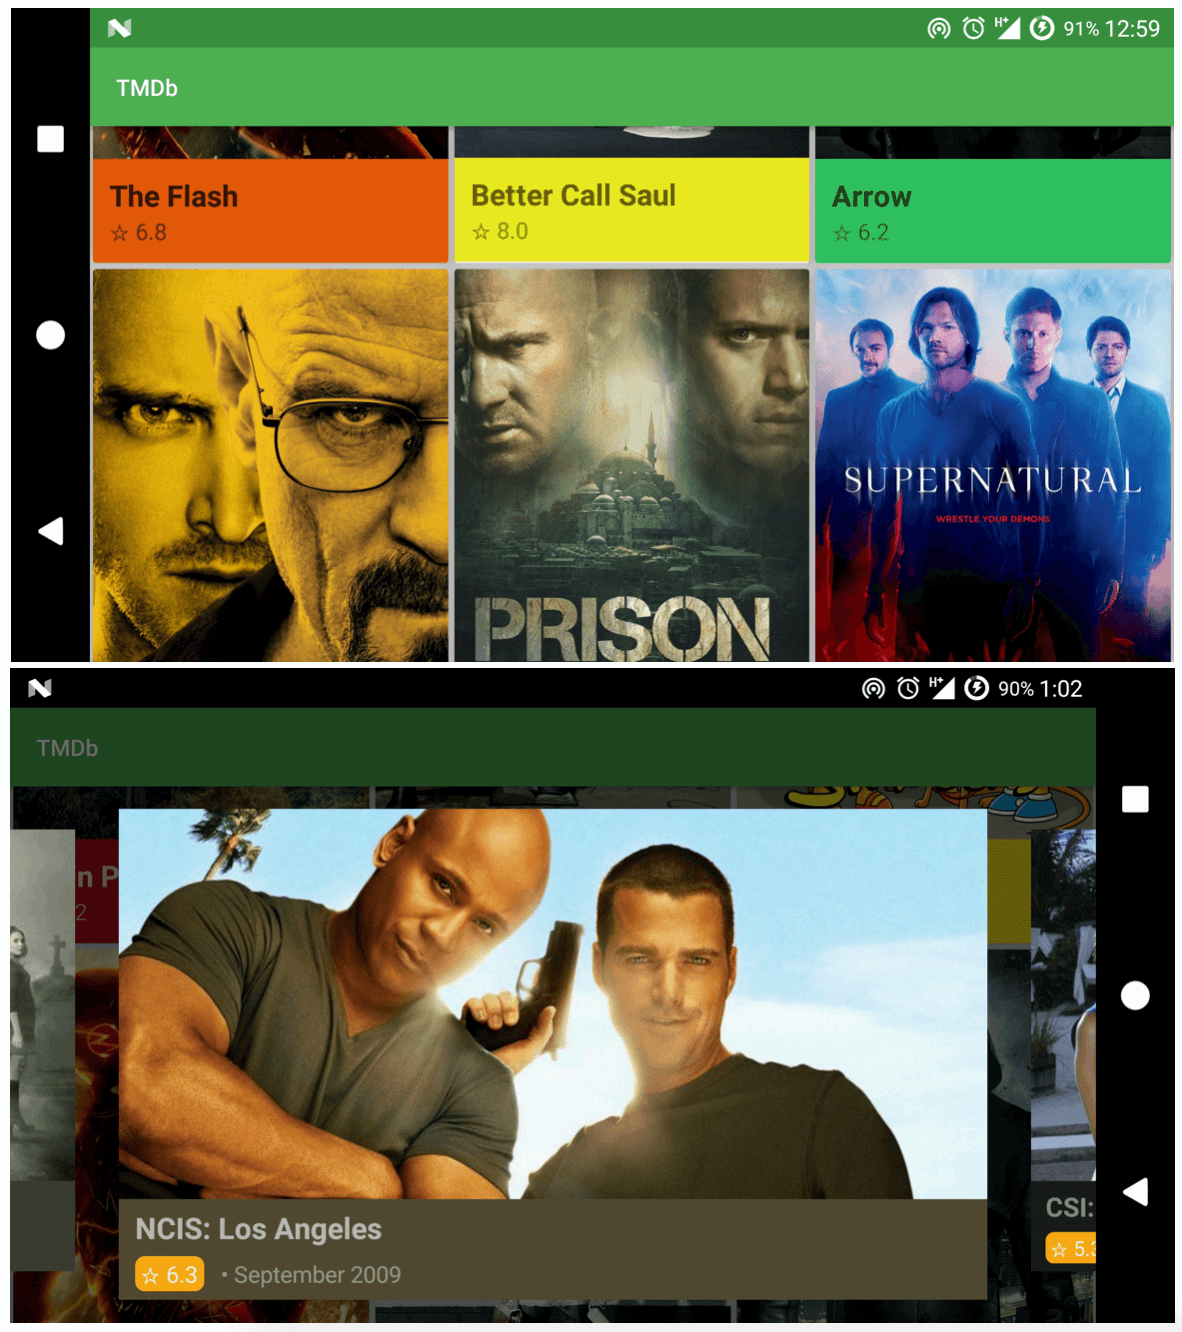 91% 12:59
TMDb
The Flash
☆ 6.8
Better Call Saul
☆ 8.0
Arrow
☆ 6.2
PRISON
SUPERNATURAL
WRESTLE YOUR DEMONS
H+ 90% 1:02
TMDb
n P
2
NCIS: Los Angeles
☆ 6.3 • September 2009
CSI:
☆ 5.3